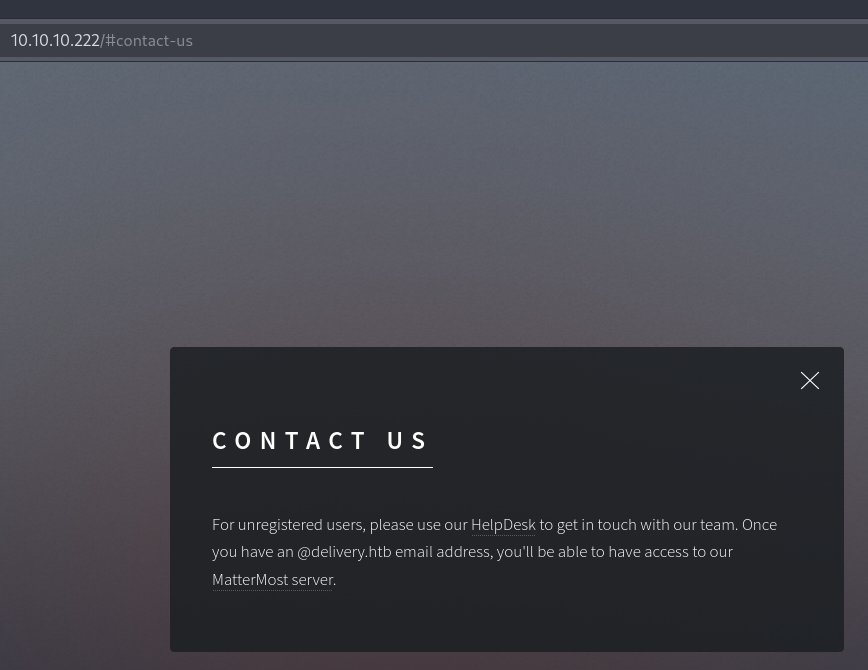 10.10.10.222/#contact-us
CONTACT US
For unregistered users, please use our HelpDesk to get in touch with our team. Once
you have an @delivery.htb email address, you'll be able to have access to our
MatterMost server.